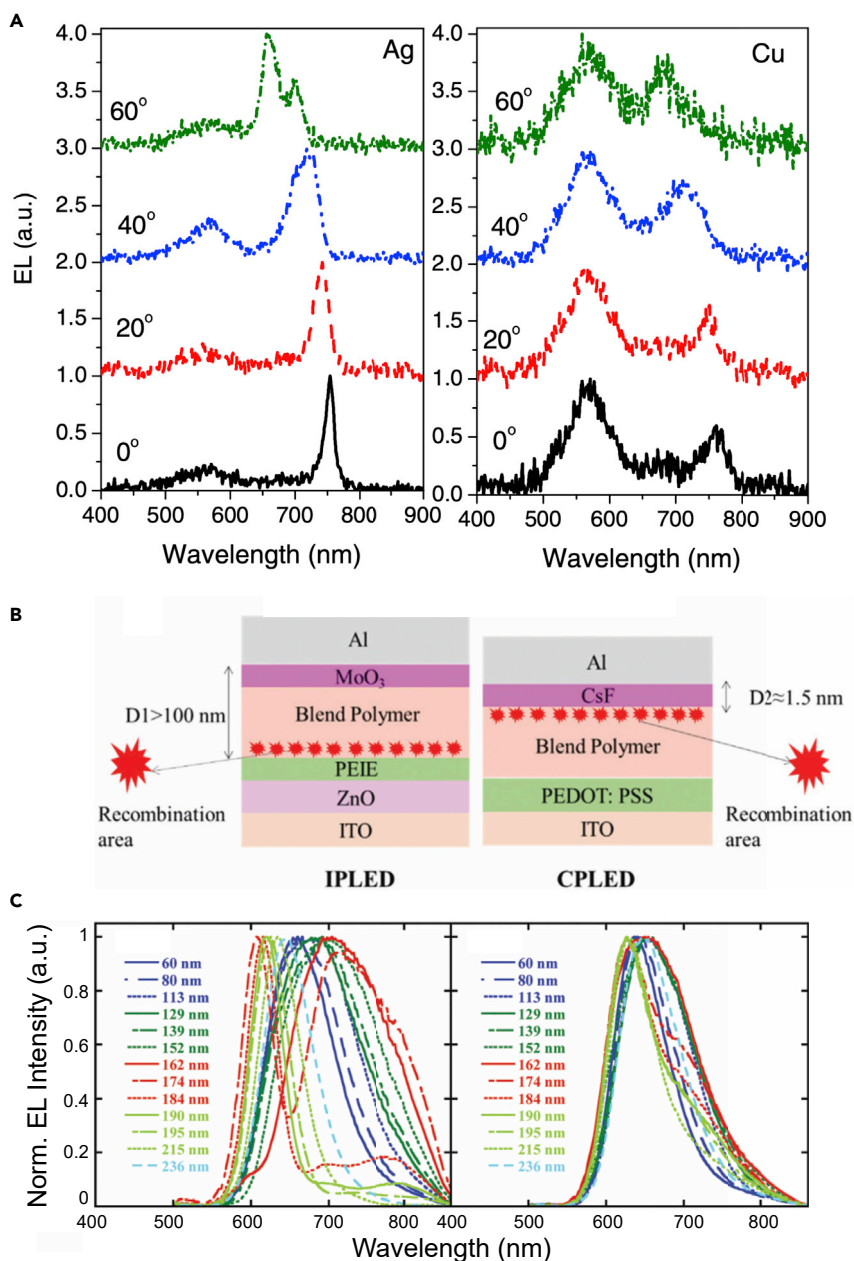 A
Ag
Cu
4.0
3.5
3.0
2.5
2.0
1.5
1.0
0.5
0.0
60°
40°
20°
0°
EL (a.u.)
400 500 600 700 800 900
Wavelength (nm)
4.0
3.5
3.0
2.5
2.0
1.5
1.0
0.5
0.0
60°
40°
20°
0°
400 500 600 700 800 900
Wavelength (nm)
B
Al
MoO₃
D1>100 nm
Blend Polymer
PEIE
ZnO
ITO
Recombination
area
IPLED
Al
CsF
D2≈1.5 nm
Blend Polymer
PEDOT: PSS
ITO
Recombination
area
CPLED
C
Norm. EL Intensity (a.u.)
1
0.8
0.6
0.4
0.2
0
60 nm
80 nm
113 nm
129 nm
139 nm
152 nm
162 nm
174 nm
184 nm
190 nm
195 nm
215 nm
236 nm
400 500 600 700 800
60 nm
80 nm
113 nm
129 nm
139 nm
152 nm
162 nm
174 nm
184 nm
190 nm
195 nm
215 nm
236 nm
400 500 600 700 800
Wavelength (nm)